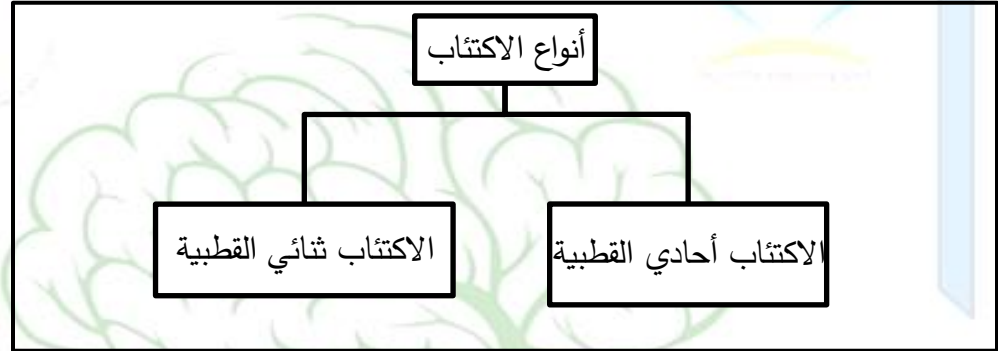 أنواع الاكتئاب
الاكتئاب أحادي القطبية
الاكتئاب ثنائي القطبية